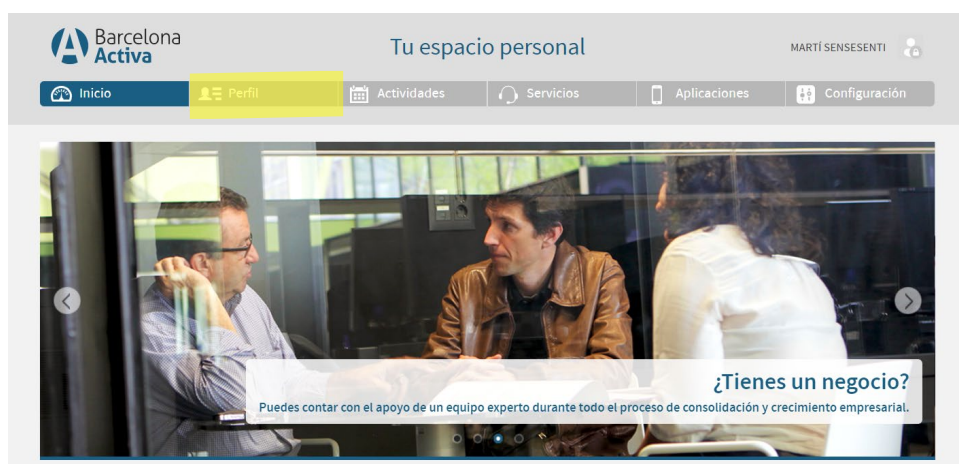 Barcelona
Activa
Tu espacio personal
MARTÍ SENSESENTI
Inicio
Perfil
Actividades
Servicios
Aplicaciones
Configuración
¿Tienes un negocio?
Puedes contar con el apoyo de un equipo experto durante todo el proceso de consolidación y crecimiento empresarial.